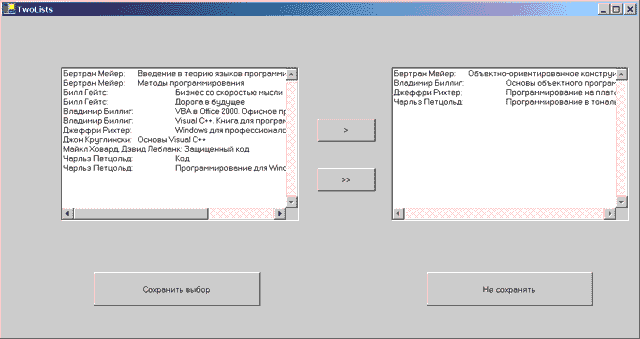 TwoLists
Бертран Мейер: Введение в теорию языков программи
Бертран Мейер: Методы программирования
Билл Гейтс: Бизнес со скоростью мысли
Билл Гейтс: Дорога в будущее
Владимир Биллиг: VBA в Office 2000. Офисное пр
Владимир Биллиг: Visual C++. Книга для програм
Джеффри Рихтер: Windows для профессионало
Джон Круглински: Основы Visual C++
Майкл Ховард, Дэвид Лебланк: Защищенный код
Чарльз Петцольд: Код
Чарльз Петцольд: Программирование для Wind
>
>>
Бертран Мейер: Объектно-ориентированное констру
Владимир Биллиг: Основы объектного програм
Джеффри Рихтер: Программирование на плат
Чарльз Петцольд: Программирование в тональ
Сохранить выбор
Не сохранять